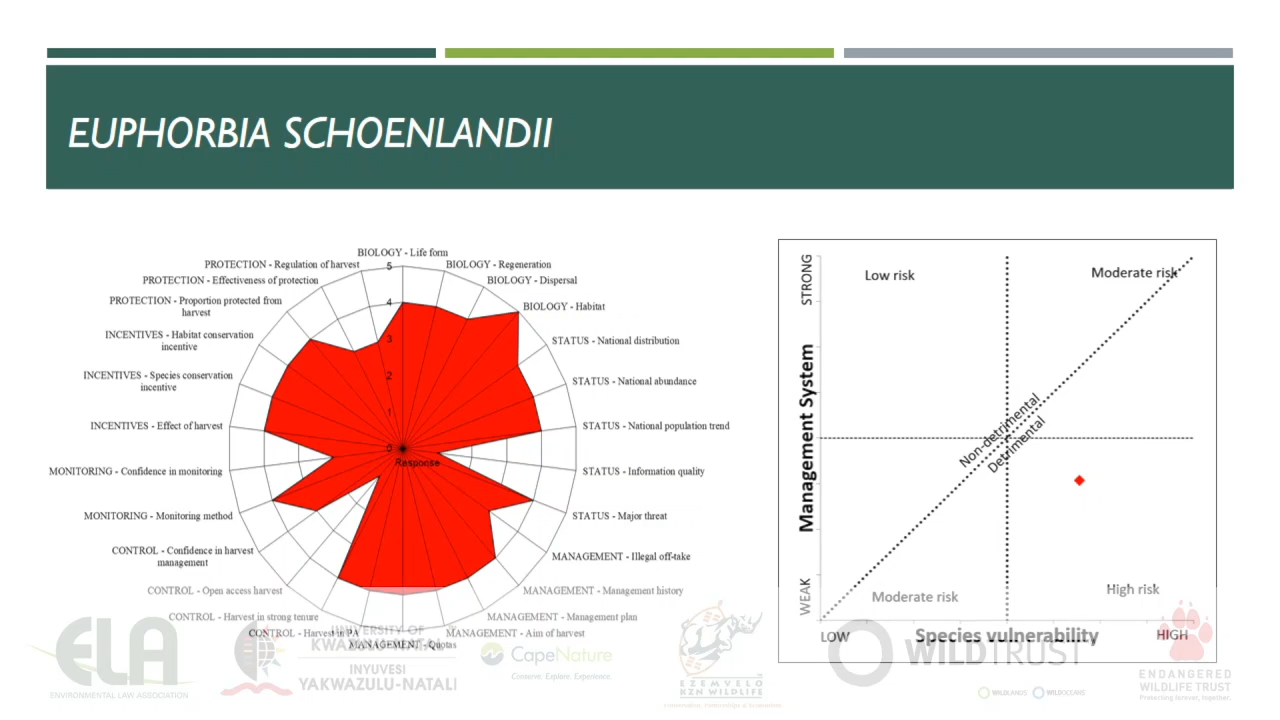 EUPHORBIA SCHOENLANDII
BIOLOGY - Life form
PROTECTION - Regulation of harvest
BIOLOGY - Regeneration
PROTECTION - Effectiveness of protection
BIOLOGY - Dispersal
PROTECTION - Proportion protected from
harvest
BIOLOGY - Habitat
INCENTIVES - Habitat conservation
incentive
STATUS - National distribution
INCENTIVES - Species conservation
incentive
STATUS - National abundance
INCENTIVES - Effect of harvest
STATUS - National population trend
MONITORING - Confidence in monitoring
STATUS - Information quality
MONITORING - Monitoring method
STATUS - Major threat
CONTROL - Confidence in harvest
management
MANAGEMENT - Illegal off-take
CONTROL - Open access harvest
MANAGEMENT - Management history
CONTROL - Harvest in strong tenure
MANAGEMENT - Management plan
CONTROL - Harvest in PA
MANAGEMENT - Aim of harvest
MANAGEMENT - Quotas
5
4
3
2
1
0
Response
STRONG
Management System
WEAK
Low risk
Moderate risk
Non-detrimental
Detrimental
Moderate risk
High risk
LOW
Species vulnerability
HIGH
ELA
ENVIRONMENTAL LAW ASSOCIATION
UNIVERSITY OF
KWAZULU-NATAL
INYUVESI
YAKWAZULU-NATALI
CapeNature
Conserve. Explore. Experience.
EZEMVELO
KZN WILDLIFE
WILDTRUST
WILDLANDS
WILDOCEANS
ENDANGERED
WILDLIFE TRUST
Protecting forever, together.